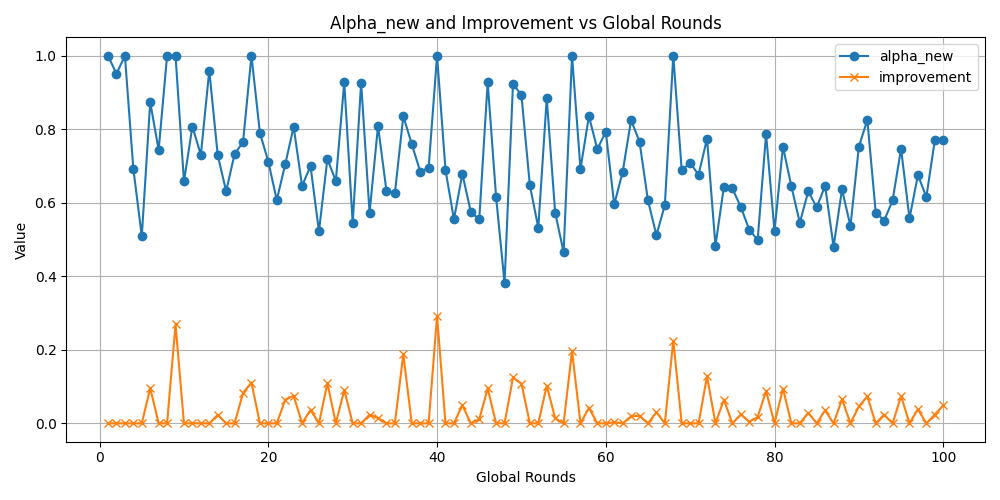 Alpha_new and Improvement vs Global Rounds
alpha_new
improvement
Value
1.0
0.8
0.6
0.4
0.2
0.0
0
20
40
60
80
100
Global Rounds